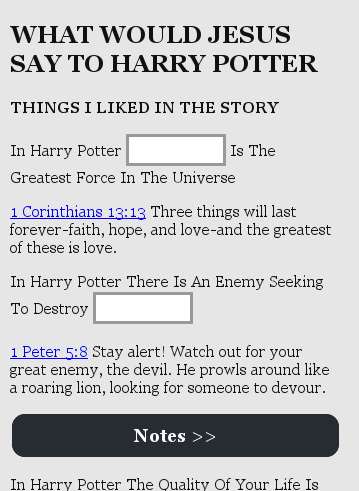 WHAT WOULD JESUS
SAY TO HARRY POTTER
THINGS I LIKED IN THE STORY
In Harry Potter Is The
Greatest Force In The Universe
1 Corinthians 13:13 Three things will last
forever-faith, hope, and love-and the greatest
of these is love.
In Harry Potter There Is An Enemy Seeking
To Destroy
1 Peter 5:8 Stay alert! Watch out for your
great enemy, the devil. He prowls around like
a roaring lion, looking for someone to devour.
Notes >>
In Harry Potter The Quality Of Your Life Is